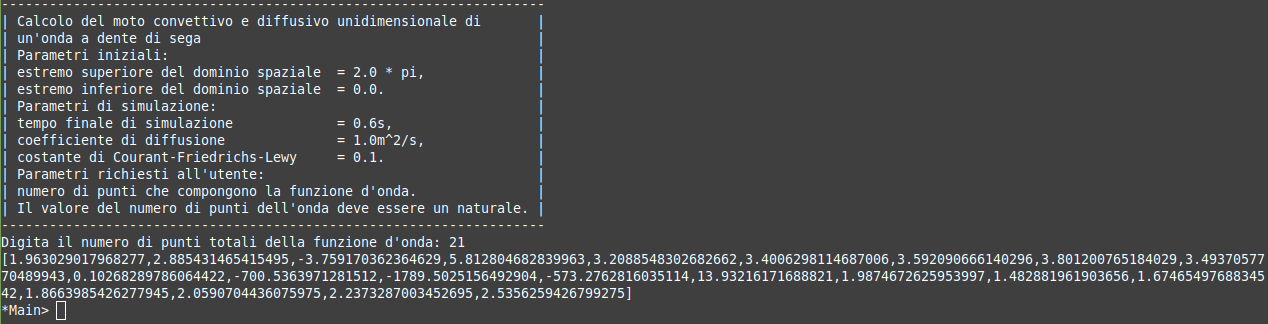 --------------------------------------------------------------------
| Calcolo del moto convettivo e diffusivo unidimensionale di       |
| un'onda a dente di sega                                          |
| Parametri iniziali:                                              |
| estremo superiore del dominio spaziale  = 2.0 * pi,              |
| estremo inferiore del dominio spaziale  = 0.0.                   |
| Parametri di simulazione:                                        |
| tempo finale di simulazione             = 0.6s,                  |
| coefficiente di diffusione              = 1.0m^2/s,              |
| costante di Courant-Friedrichs-Lewy     = 0.1.                   |
| Parametri richiesti all'utente:                                  |
| numero di punti che compongono la funzione d'onda.               |
| Il valore del numero di punti dell'onda deve essere un naturale. |
--------------------------------------------------------------------
Digita il numero di punti totali della funzione d'onda: 21
[1.963029017968277,2.885431465415495,-3.759170362364629,5.812804682839963,3.2088548302682662,3.4006298114687006,3.592090666140296,3.801200765184029,3.49370577
70489943,0.10268289786064422,-700.5363971281512,-1789.5025156492904,-573.2762816035114,13.93216171688821,1.9874672625953997,1.482881961903656,1.67465497688345
42,1.8663985426277945,2.0590704436075975,2.2373287003452695,2.5356259426799275]
*Main>